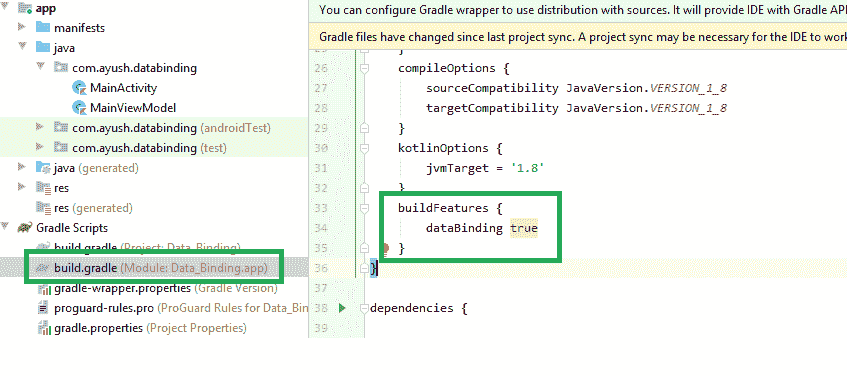 app
manifests
java
com.ayush.databinding
MainActivity
MainViewModel
com.ayush.databinding (androidTest)
com.ayush.databinding (test)
java (generated)
res
res (generated)
Gradle Scripts
build.gradle (Project: Data_Binding)
build.gradle (Module: Data_Binding.app)
gradle-wrapper.properties (Gradle Version)
proguard-rules.pro (ProGuard Rules for Data_Bin
gradle.properties (Project Properties)
You can configure Gradle wrapper to use distribution with sources. It will provide IDE with Gradle API
Gradle files have changed since last project sync. A project sync may be necessary for the IDE to work
25 }
26 compileOptions {
27 sourceCompatibility JavaVersion.VERSION_1_8
28 targetCompatibility JavaVersion.VERSION_1_8
29 }
30 kotlinOptions {
31 jvmTarget = '1.8'
32 }
33 buildFeatures {
34 dataBinding true
35 }
36 }
37
38 dependencies {
39